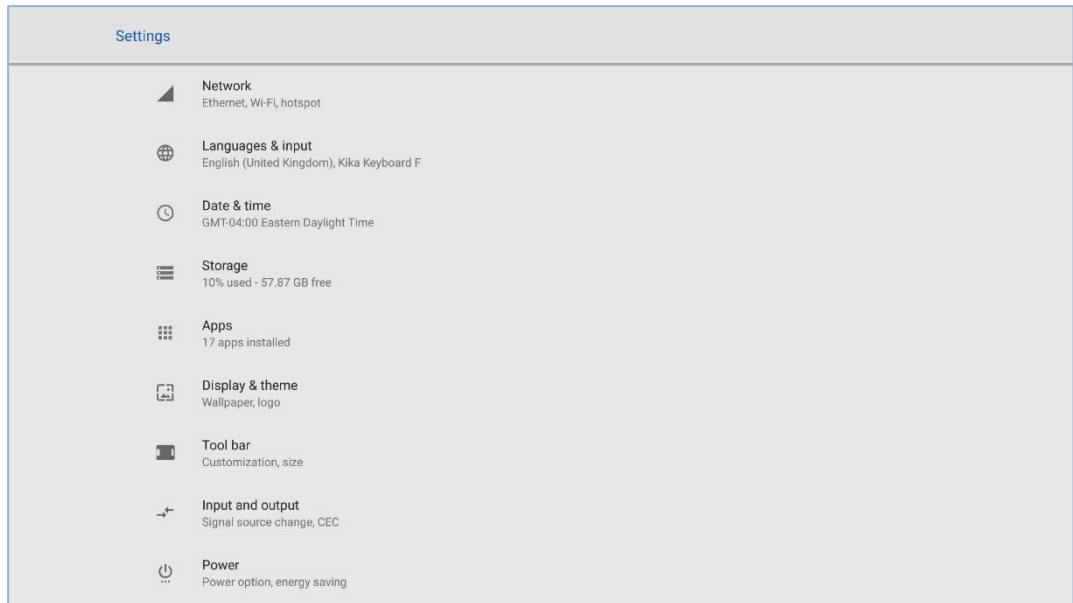 Settings
Network
Ethernet, Wi-Fi, hotspot
Languages & input
English (United Kingdom), Kika Keyboard F
Date & time
GMT-04:00 Eastern Daylight Time
Storage
10% used - 57.87 GB free
Apps
17 apps installed
Display & theme
Wallpaper, logo
Tool bar
Customization, size
Input and output
Signal source change, CEC
Power
Power option, energy saving